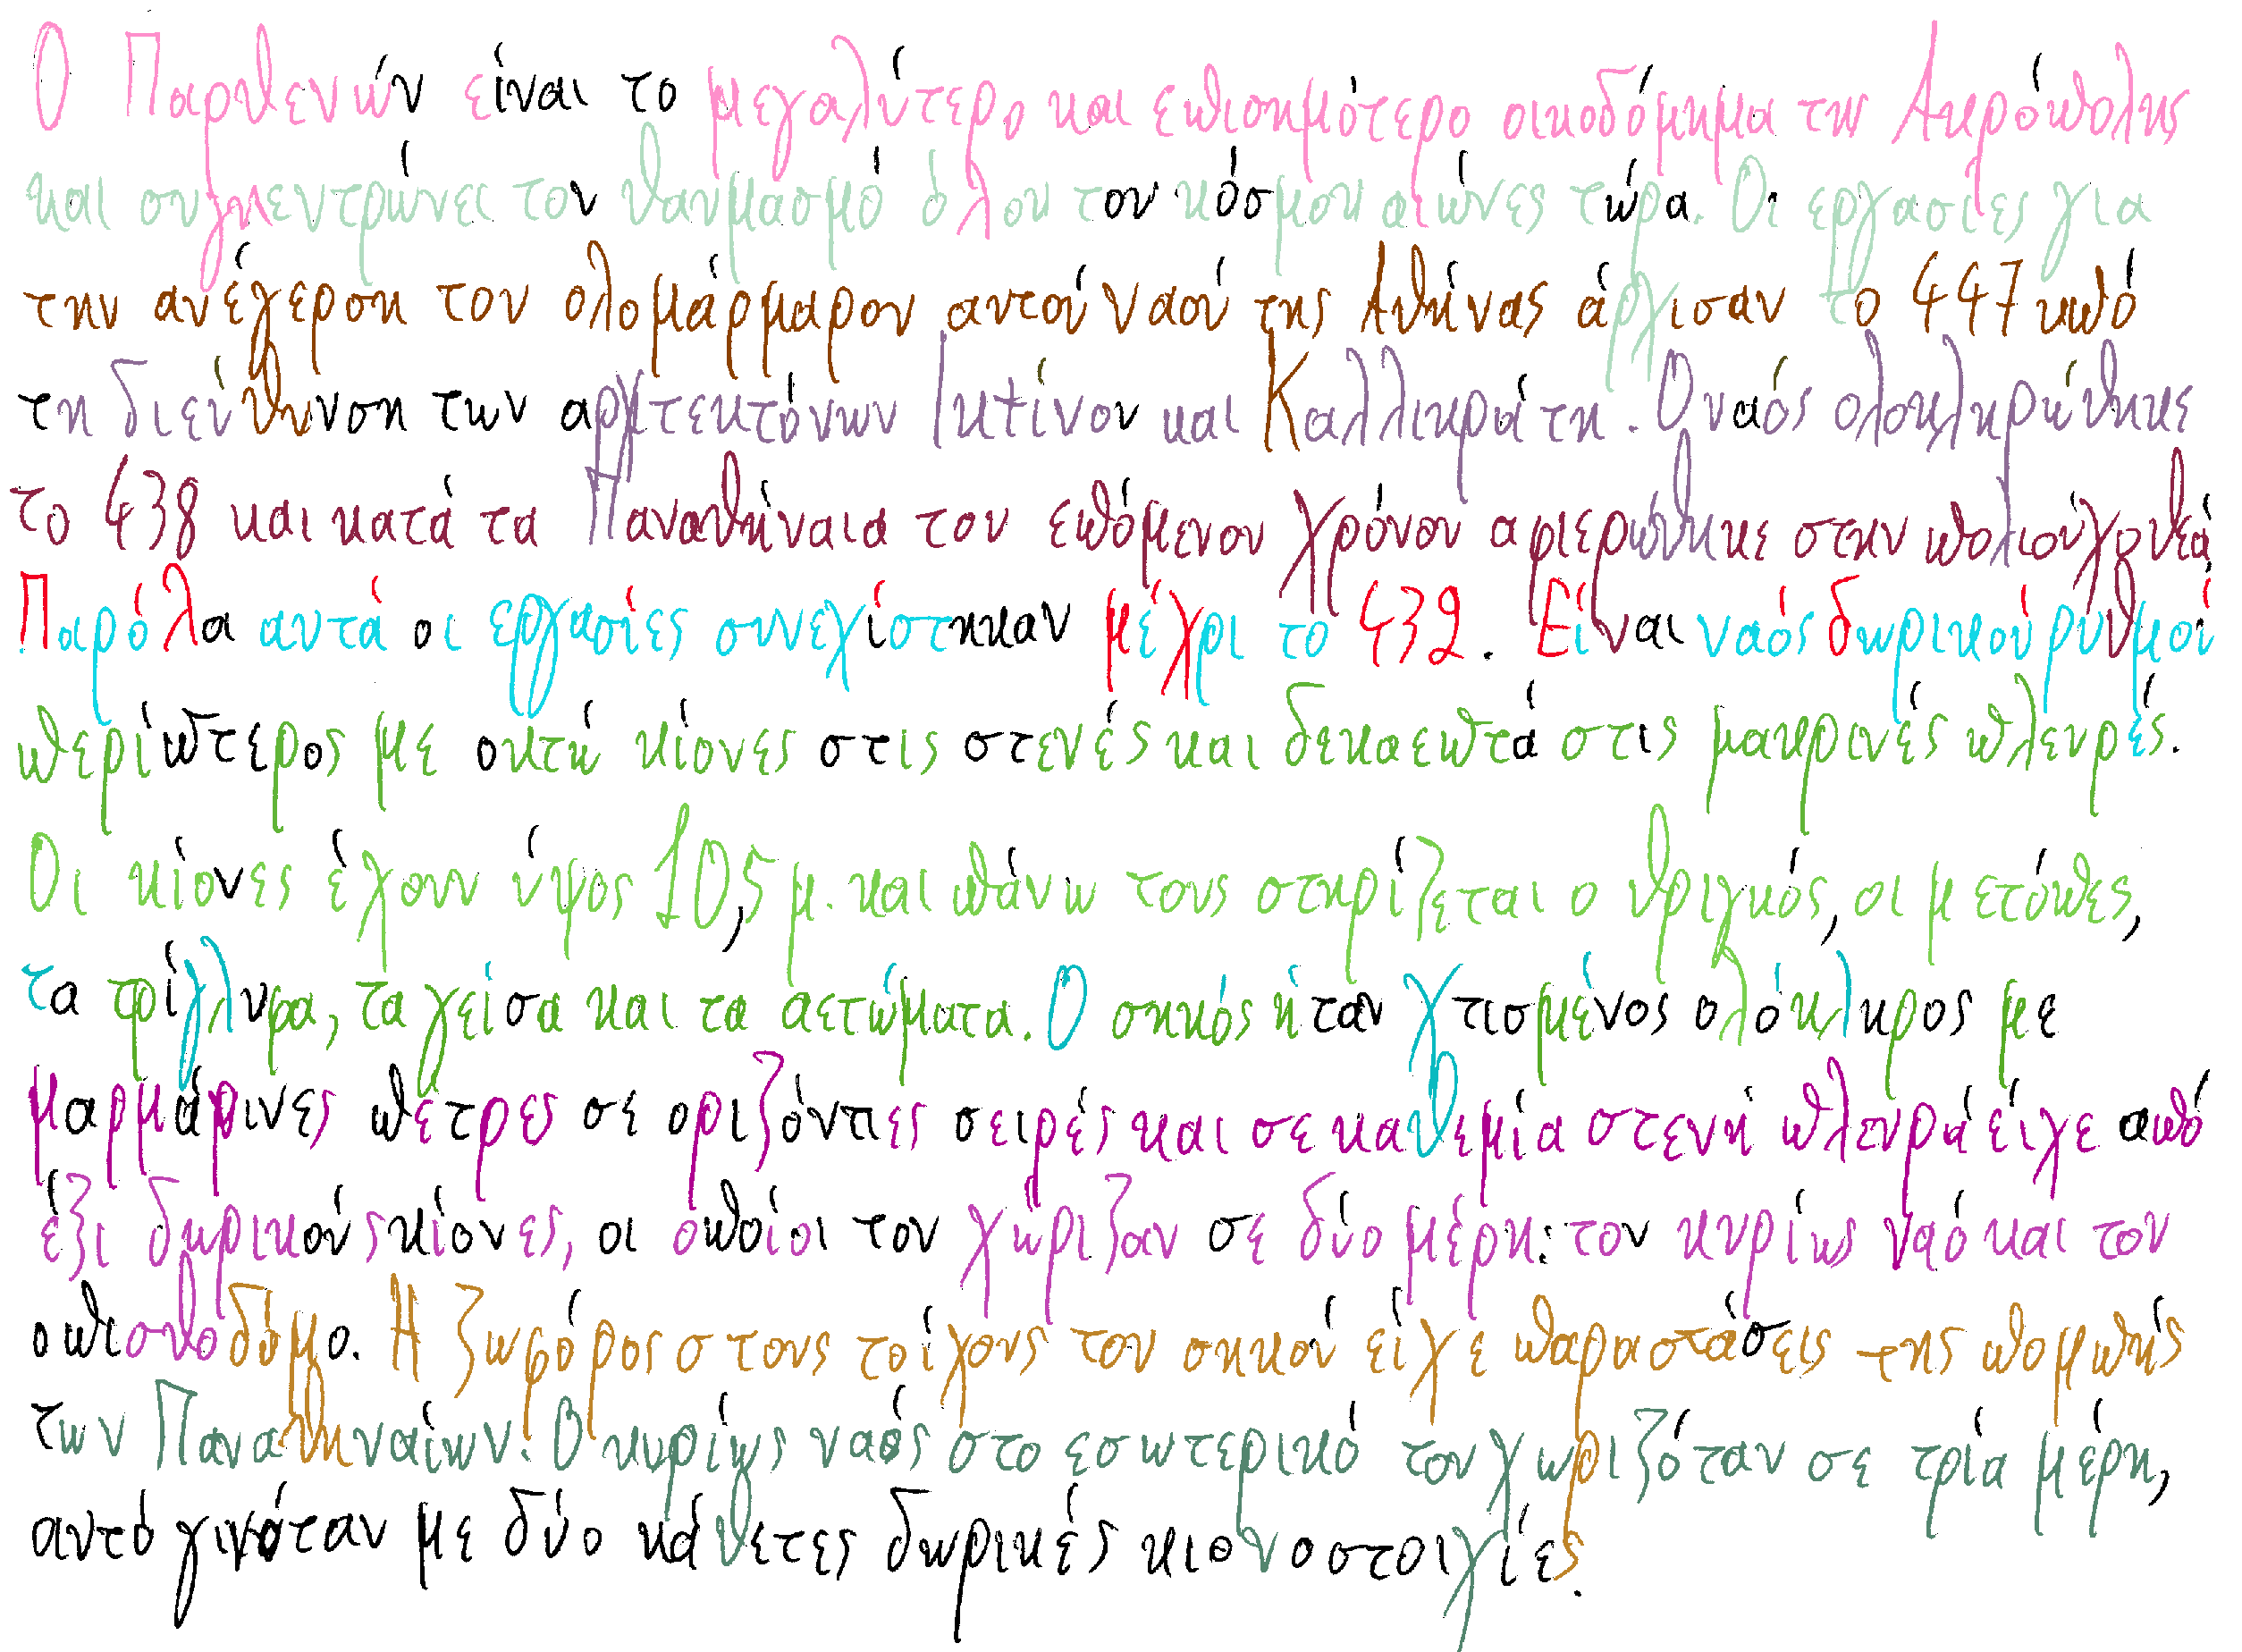 Ο Παρθενών είναι το μεγαλύτερο και επισημότερο οικοδόμημα της Ακρόπολης
και συγκεντρώνει τον θαυμασμό όλου του κόσμου αιώνες τώρα. Οι εργασίες για
την ανέγερση του ολομάρμαρου αυτού ναού της Αθήνας άρχισαν το 447 υπό
τη διεύθυνση των αρχιτεκτόνων Ικτίνου και Καλλικράτη. Ο ναός ολοκληρώθηκε
το 438 και κατά τα Παναθήναια του επόμενου χρόνου αφιερώθηκε στην πολιούχο θεά
Παρόλα αυτά οι εργασίες συνεχίστηκαν μέχρι το 432. Είναι ναός δωρικού ρυθμού
περίπτερος με οκτώ κίονες στις στενές και δεκαεπτά στις μακρινές πλευρές.
Οι κίονες έχουν ύψος 10,5 μ. και πάνω τους στηρίζεται ο θριγκός, οι μετόπες,
τα τρίγλυφα, τα γείσα και τα αετώματα. Ο σηκός ήταν χτισμένος ολόκληρος με
μαρμάρινες πέτρες σε οριζόντιες σειρές και σε καθεμία στενή πλευρά είχε από
έξι δωρικούς κίονες, οι οποίοι τον χώριζαν σε δύο μέρη: τον κυρίως ναό και τον
οπισθοδόμο. Η ζωφόρος στους τοίχους του σηκού είχε παραστάσεις της πομπής
των Παναθηναίων. Ο κυρίως ναός στο εσωτερικό του χωριζόταν σε τρία μέρη,
αυτό γινόταν με δύο κάθετες δωρικές κιονοστοιχίες.